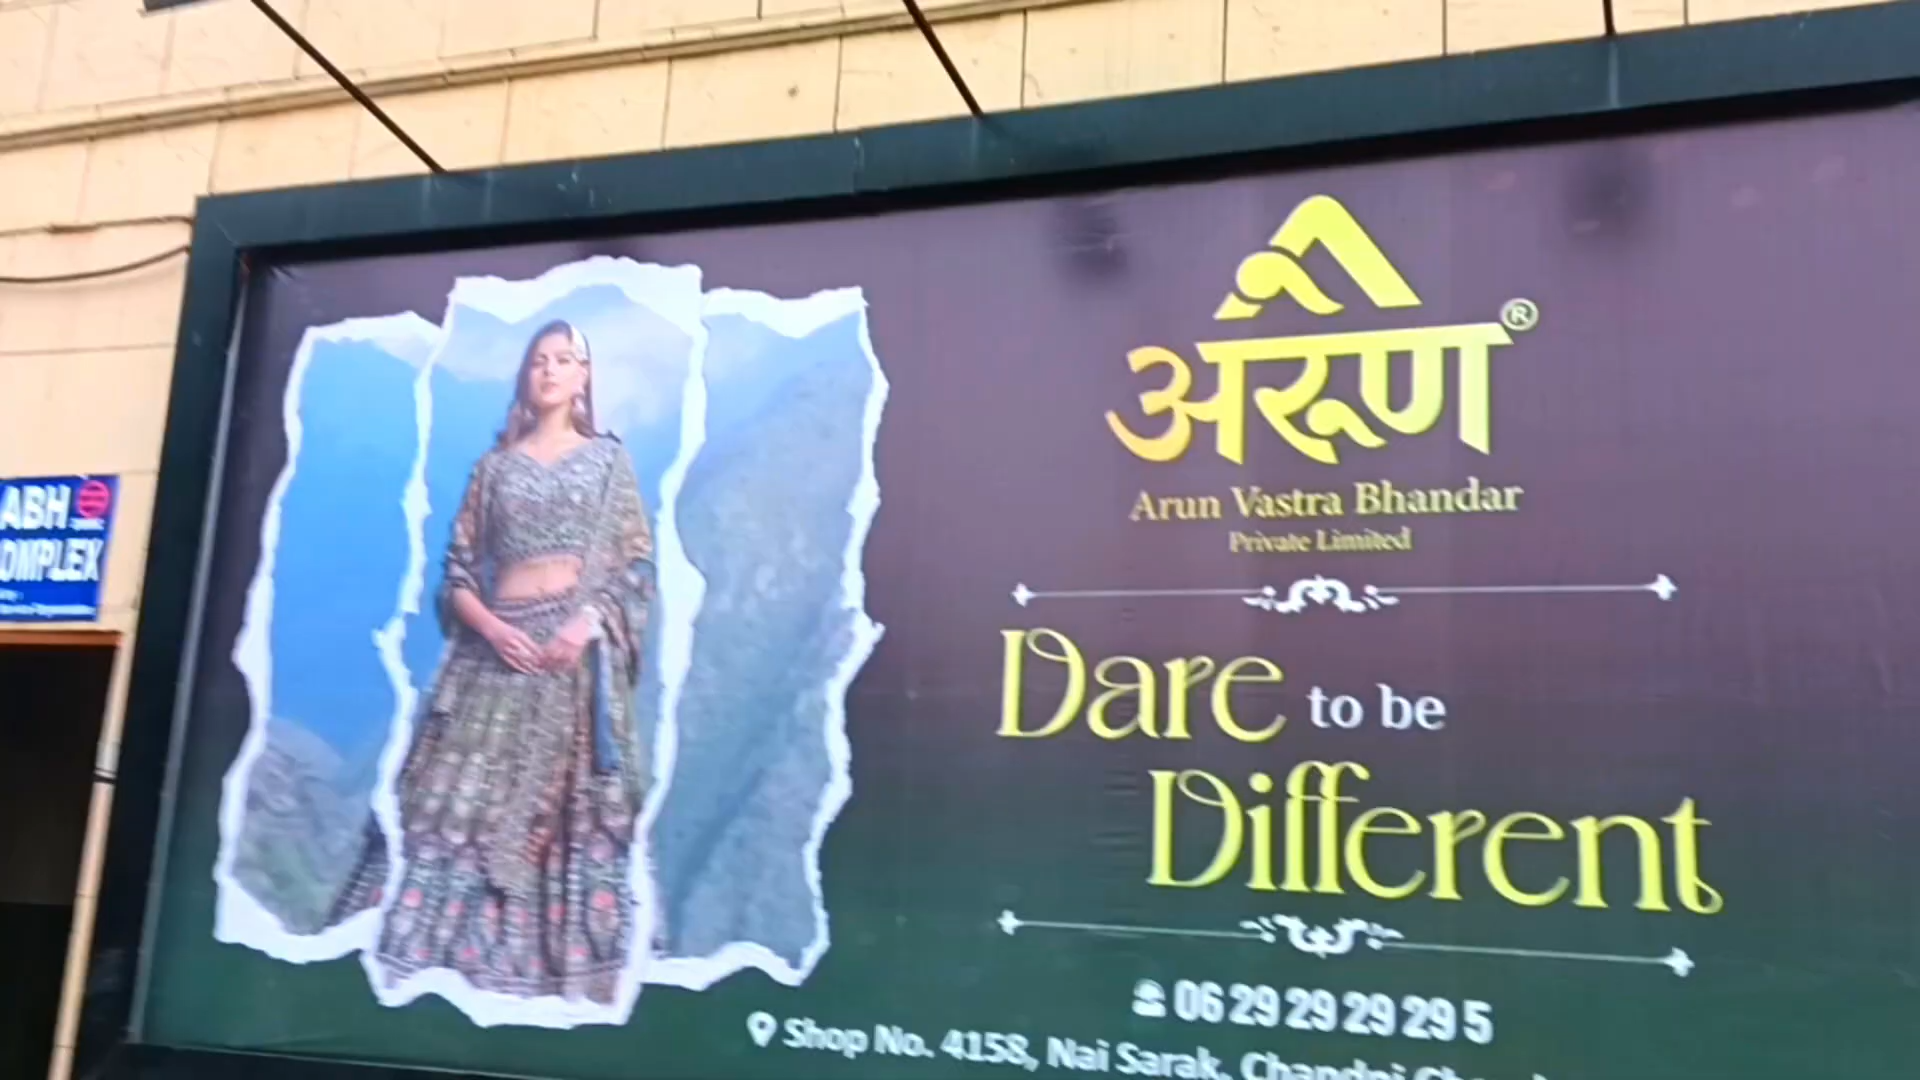 ABH
OMPLEX
अरूण®
Arun Vastra Bhandar
Private Limited
Dare to be
Different
06 29 29 29 29 5
Shop No. 4158, Nai Sarak, Chandni